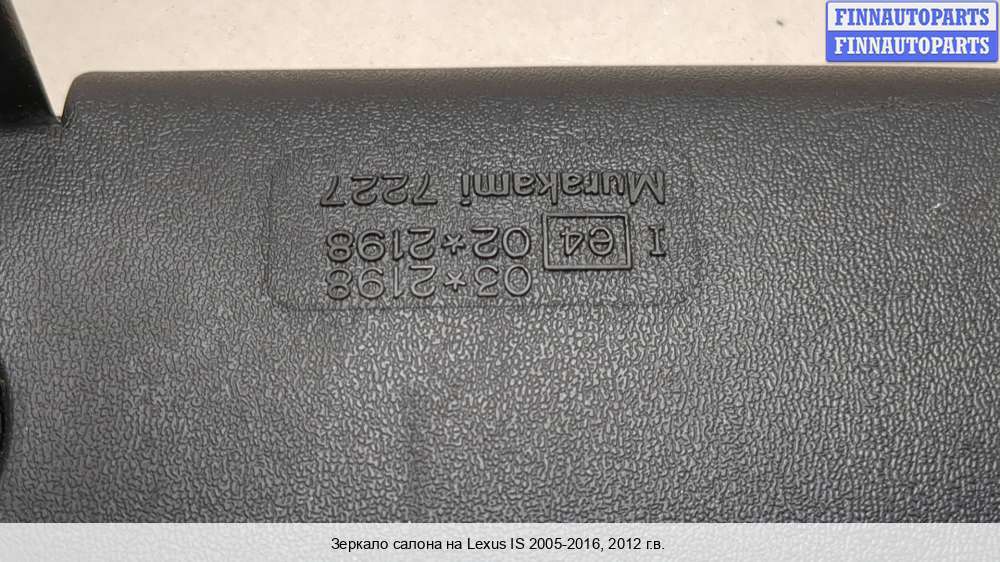 FINNAUTOPARTS
FINNAUTOPARTS
03*2198
I e4 02*2198
Murakami 7227
Зеркало салона на Lexus IS 2005-2016, 2012 г.в.